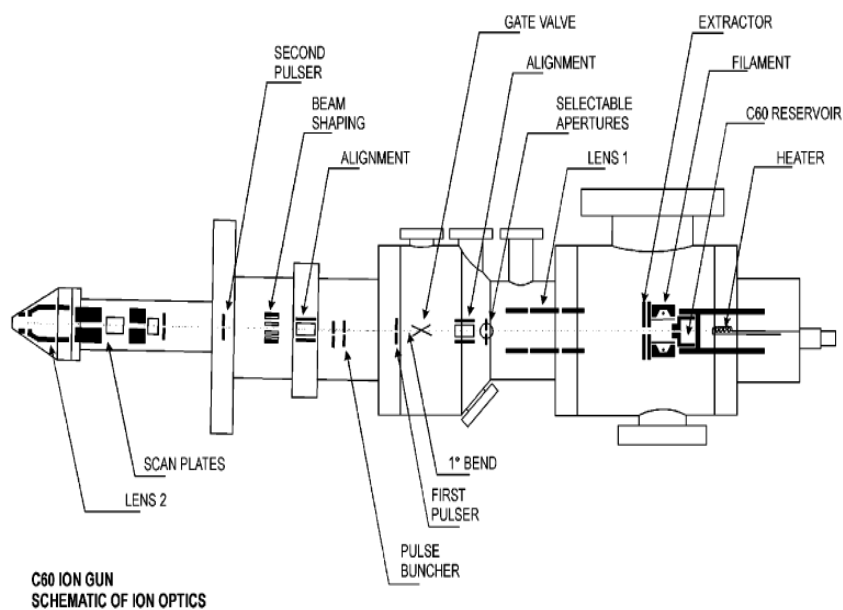 GATE VALVE
EXTRACTOR
SECOND
PULSER
ALIGNMENT
FILAMENT
BEAM
SHAPING
SELECTABLE
APERTURES
C60 RESERVOIR
ALIGNMENT
LENS 1
HEATER
SCAN PLATES
1° BEND
LENS 2
FIRST
PULSER
PULSE
BUNCHER
C60 ION GUN
SCHEMATIC OF ION OPTICS